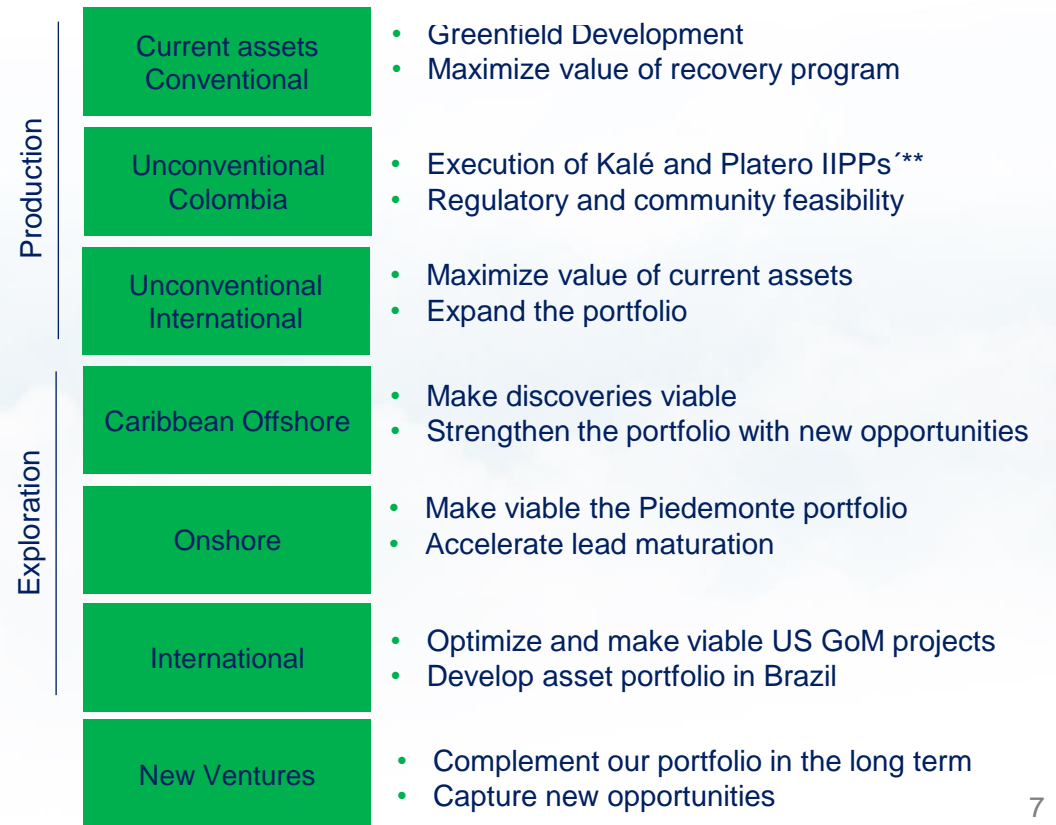 Production
Current assets
Conventional
• Greenfield Development
• Maximize value of recovery program
Unconventional
Colombia
• Execution of Kalé and Platero IIPPs´**
• Regulatory and community feasibility
Unconventional
International
• Maximize value of current assets
• Expand the portfolio
Exploration
Caribbean Offshore
• Make discoveries viable
• Strengthen the portfolio with new opportunities
Onshore
• Make viable the Piedemonte portfolio
• Accelerate lead maturation
International
• Optimize and make viable US GoM projects
• Develop asset portfolio in Brazil
New Ventures
• Complement our portfolio in the long term
• Capture new opportunities
7